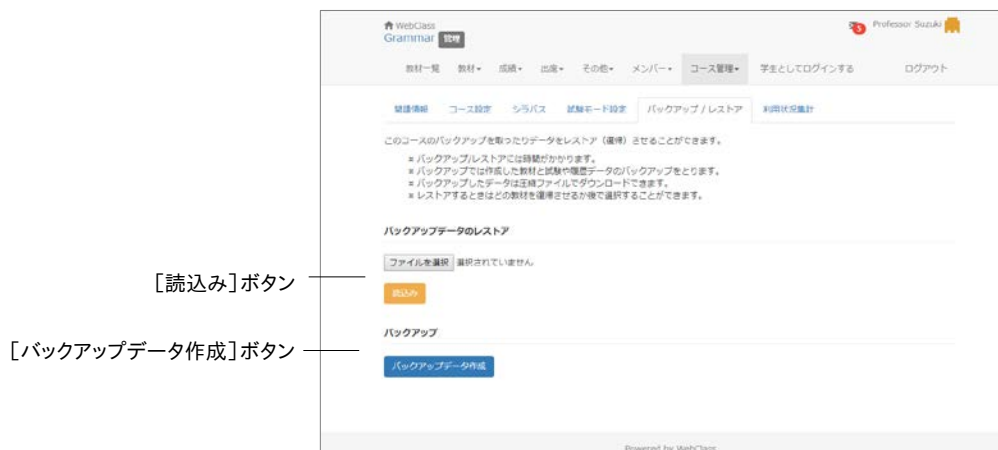 WebClass
Grammar 管理
5
Professor Suzuki
教材一覧 教材 成績 出席 その他 メンバー コース管理 学生としてログインする ログアウト
コース設定 シラバス 試験モード設定 バックアップ / レストア 利用状況集計
このコースのバックアップを取ったりデータをレストア（復帰）させることができます。
※ バックアップ/レストアには時間がかかります。
※ バックアップでは作成した教材と試験や履歴データのバックアップをとります。
※ バックアップしたデータは圧縮ファイルでダウンロードできます。
※ レストアするときはどの教材を復帰させるか後で選択することができます。
バックアップデータのレストア
ファイルを選択 選択されていません
[読込み]ボタン
読込み
バックアップ
[バックアップデータ作成]ボタン
バックアップデータ作成
Powered by WebClass